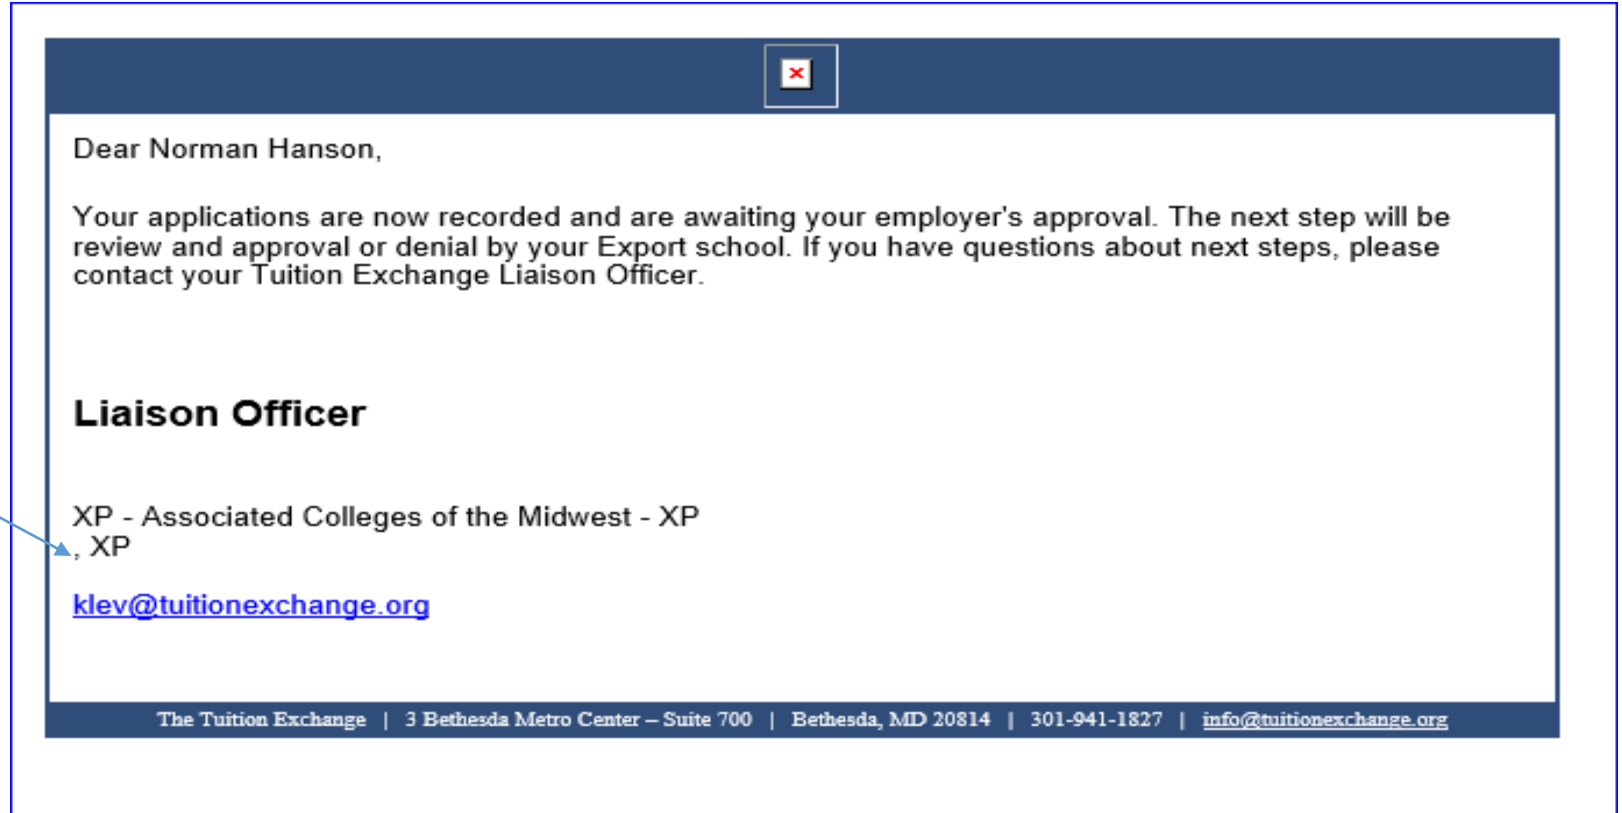 Dear Norman Hanson,
Your applications are now recorded and are awaiting your employer's approval. The next step will be
review and approval or denial by your Export school. If you have questions about next steps, please
contact your Tuition Exchange Liaison Officer.
Liaison Officer
XP - Associated Colleges of the Midwest - XP
, XP
klev@tuitionexchange.org
The Tuition Exchange | 3 Bethesda Metro Center – Suite 700 | Bethesda, MD 20814 | 301-941-1827 | info@tuitionexchange.org